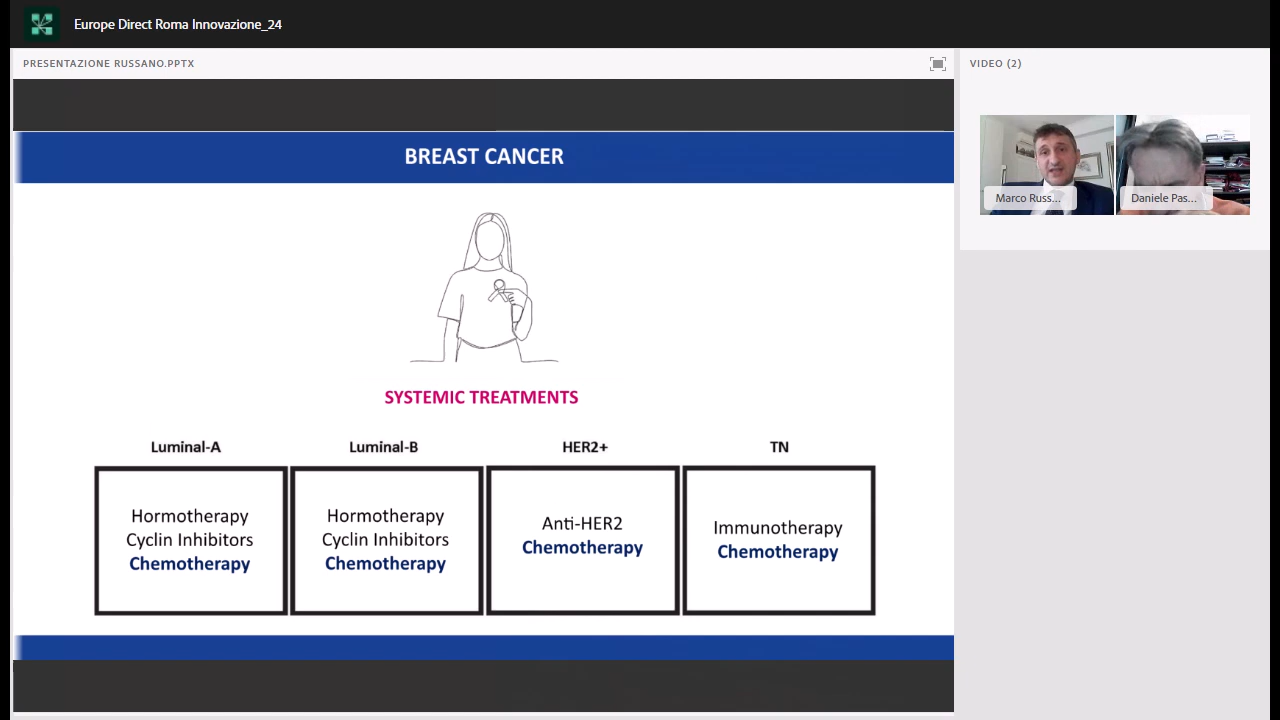 Europe Direct Roma Innovazione_24
PRESENTAZIONE RUSSANO.PPTX
VIDEO (2)
BREAST CANCER
Marco Russ...
Daniele Pas...
SYSTEMIC TREATMENTS
Luminal-A
Luminal-B
HER2+
TN
Hormotherapy
Cyclin Inhibitors
Chemotherapy
Hormotherapy
Cyclin Inhibitors
Chemotherapy
Anti-HER2
Chemotherapy
Immunotherapy
Chemotherapy